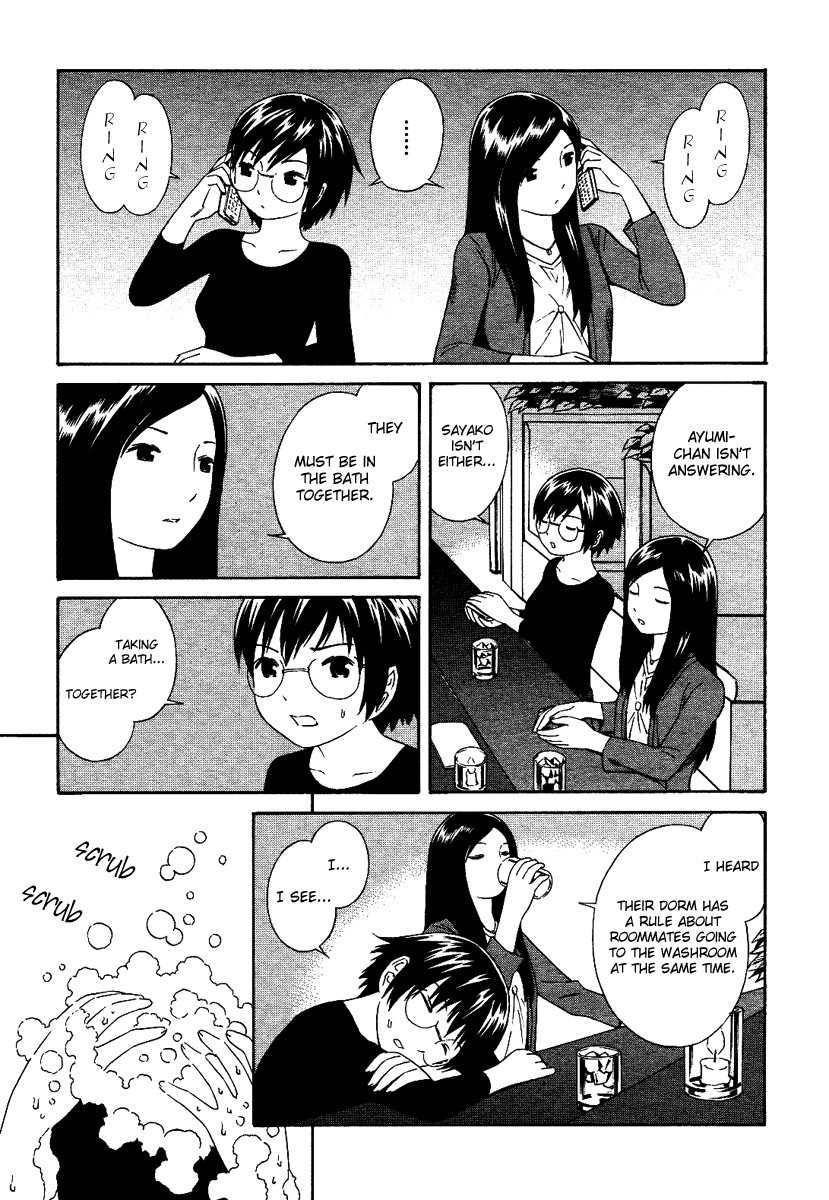 RING
RING
......
RING
RING
AYUMI-
CHAN ISN'T
ANSWERING.
SAYAKO
ISN'T
EITHER...
THEY
MUST BE IN
THE BATH
TOGETHER.
TAKING
A BATH...
TOGETHER?
I HEARD
THEIR DORM HAS
A RULE ABOUT
ROOMMATES GOING
TO THE WASHROOM
AT THE SAME TIME.
I...
I SEE...
scrub
scrub